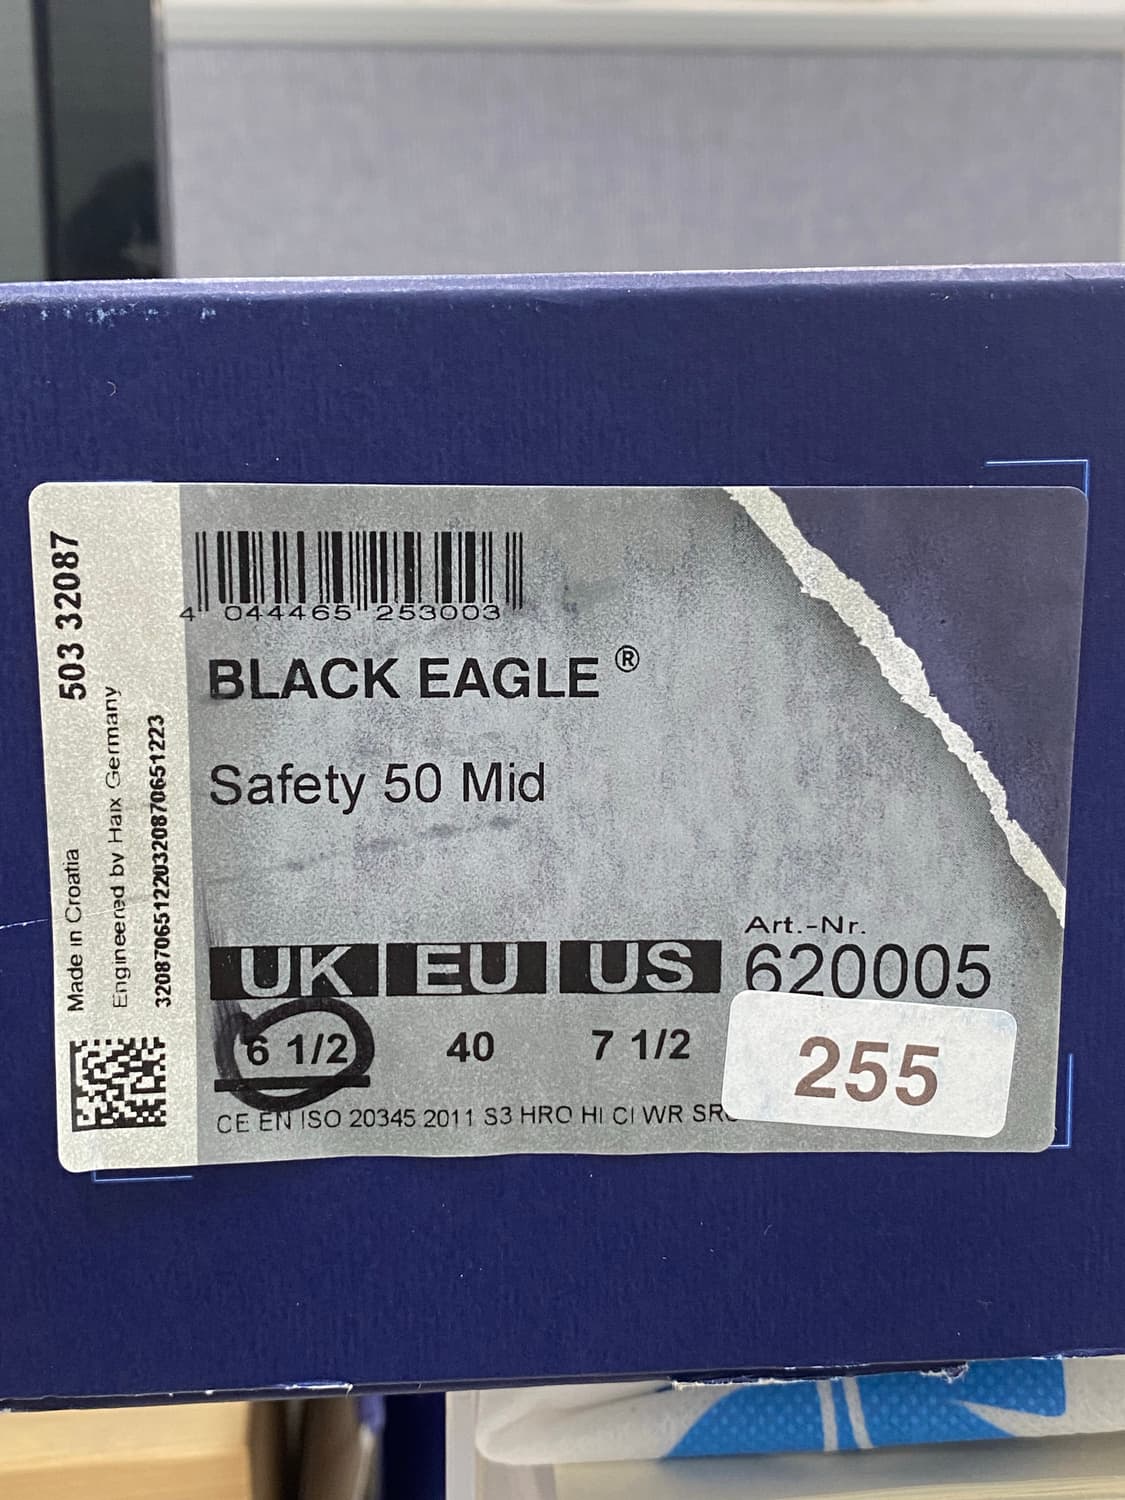 503 32087
Made in Croatia
Engineered by Haix Germany
32087065122032087065​1223
4 044465 253003
BLACK EAGLE ®
Safety 50 Mid
Art.-Nr.
UK EU US 620005
6 1/2 40 7 1/2
255
CE EN ISO 20345:2011 S3 HRO HI CI WR